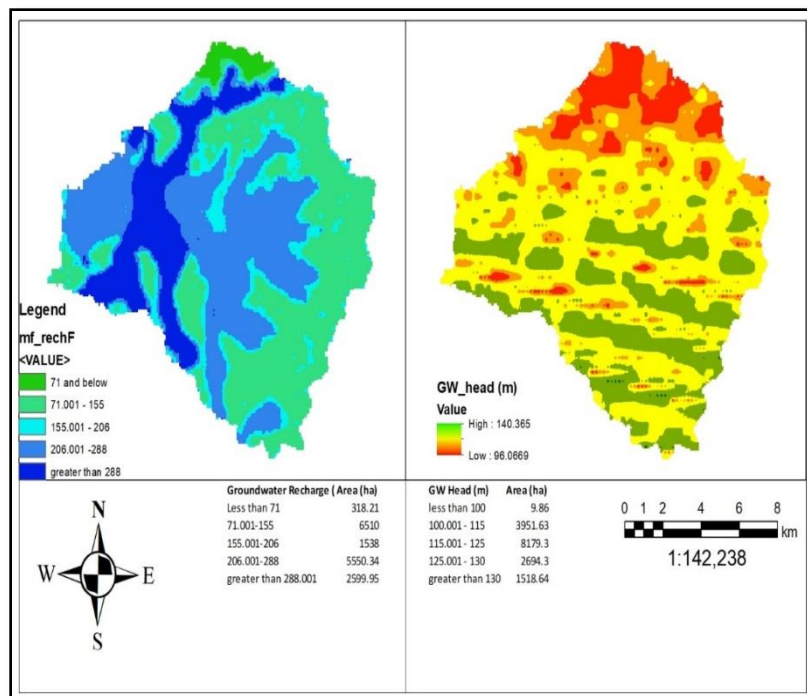 Legend
mf_rechF
<VALUE>
71 and below
71.001 - 155
155.001 - 206
206.001 -288
greater than 288
GW_head (m)
Value
High : 140.365
Low : 96.0669
Groundwater Recharge ( Area (ha)
Less than 71 318.21
71.001-155 6510
155.001-206 1538
206.001-288 5550.34
greater than 288.001 2599.95
GW Head (m) Area (ha)
less than 100 9.86
100.001 - 115 3951.63
115.001 - 125 8179.3
125.001 - 130 2694.3
greater than 130 1518.64
N
W E
S
0 1 2 4 6 8
km
1:142,238